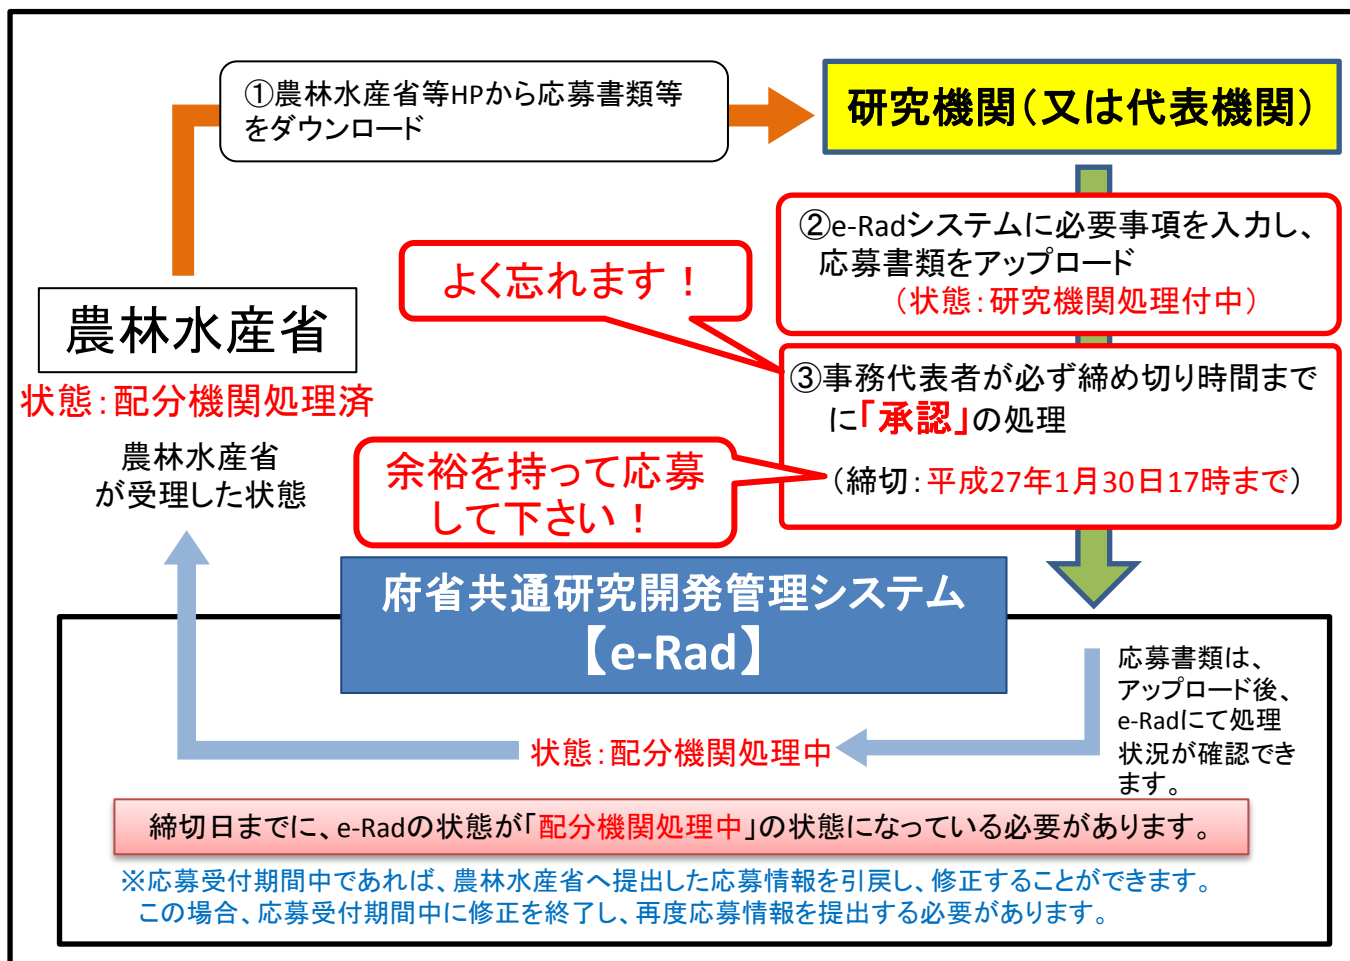 ①農林水産省等HPから応募書類等
をダウンロード
研究機関(又は代表機関)
②e-Radシステムに必要事項を入力し、
応募書類をアップロード
(状態:研究機関処理付中)
よく忘れます!
農林水産省
状態:配分機関処理済
農林水産省
が受理した状態
③事務代表者が必ず締め切り時間まで
に「承認」の処理
(締切:平成27年1月30日17時まで)
余裕を持って応募
して下さい!
府省共通研究開発管理システム
【e-Rad】
応募書類は、
アップロード後、
e-Radにて処理
状況が確認でき
ます。
状態:配分機関処理中
締切日までに、e-Radの状態が「配分機関処理中」の状態になっている必要があります。
※応募受付期間中であれば、農林水産省へ提出した応募情報を引戻し、修正することができます。
この場合、応募受付期間中に修正を終了し、再度応募情報を提出する必要があります。